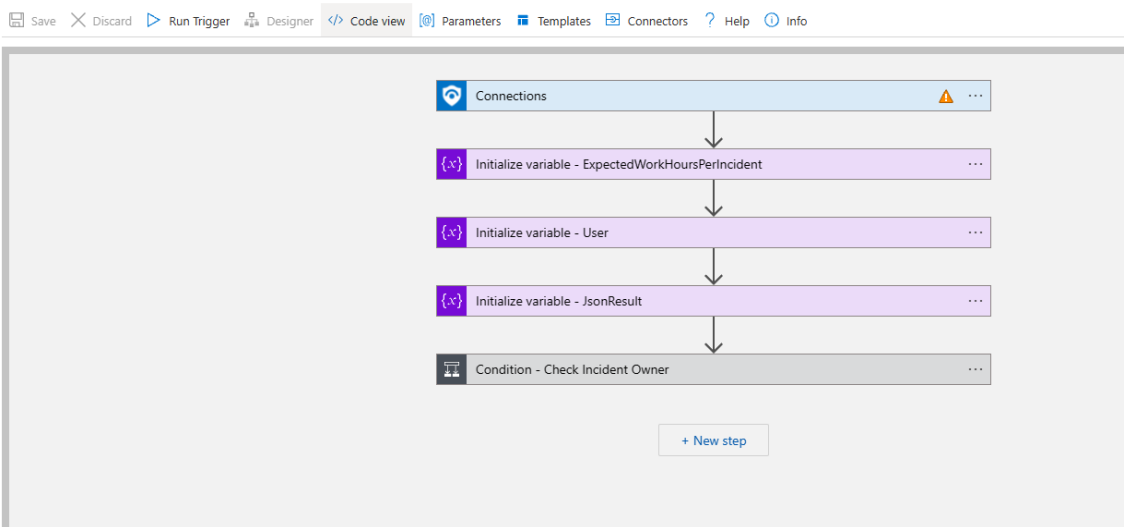 Save Discard Run Trigger Designer </> Code view [@] Parameters Templates Connectors ? Help Info
Connections
{x} Initialize variable - ExpectedWorkHoursPerIncident
{x} Initialize variable - User
{x} Initialize variable - JsonResult
Condition - Check Incident Owner
+ New step